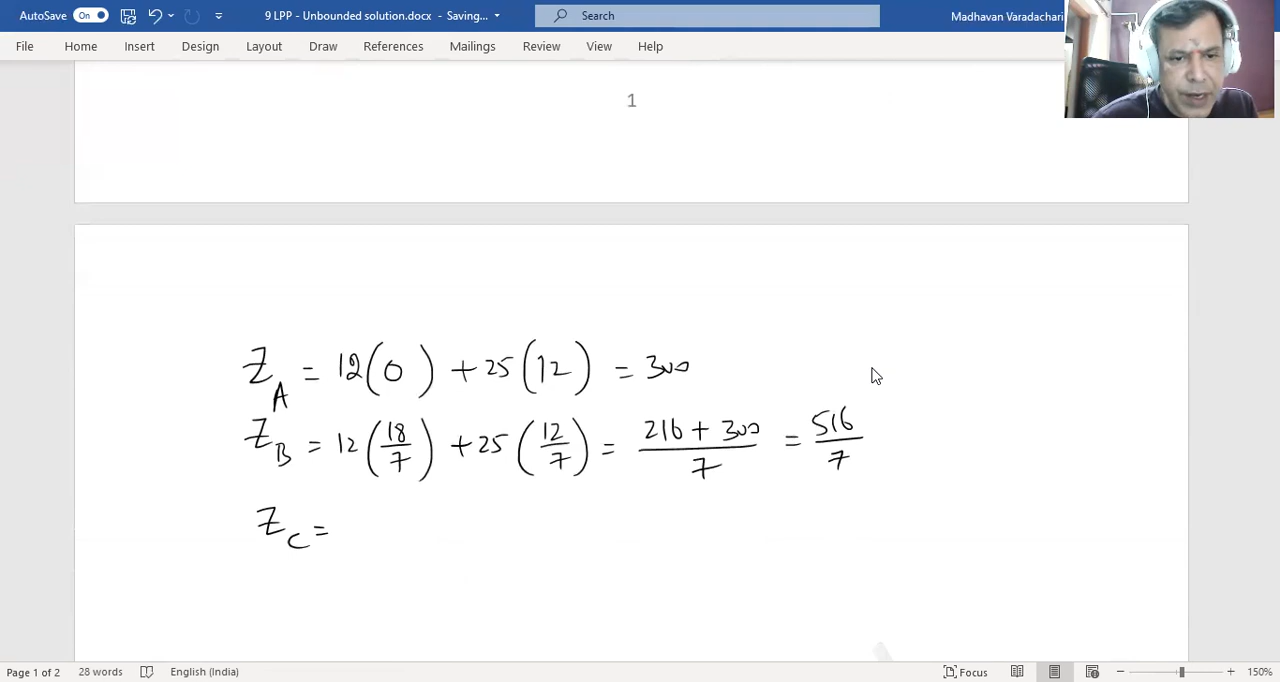 AutoSave On 9 LPP - Unbounded solution.docx - Saving... Search Madhavan Varadachari
File Home Insert Design Layout Draw References Mailings Review View Help
1
Z_A = 12(0) + 25(12) = 300
Z_B = 12(18/7) + 25(12/7) = (216 + 300)/7 = 516/7
Z_C =
Page 1 of 2 28 words English (India) Focus 150%